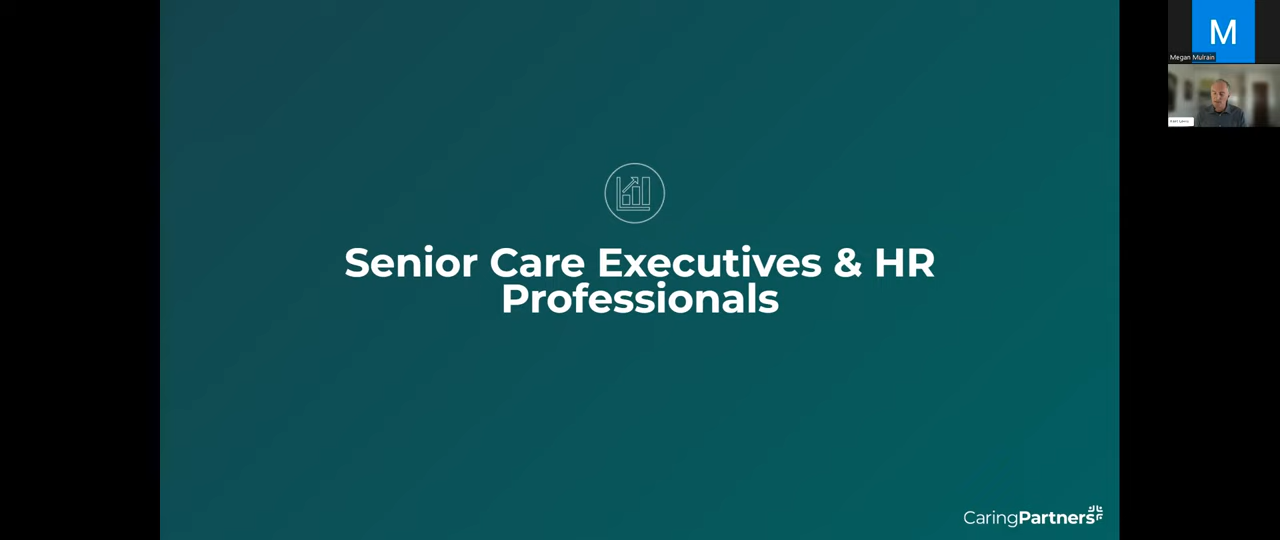 M
Megan Mulrain
Senior Care Executives & HR
Professionals
CaringPartners